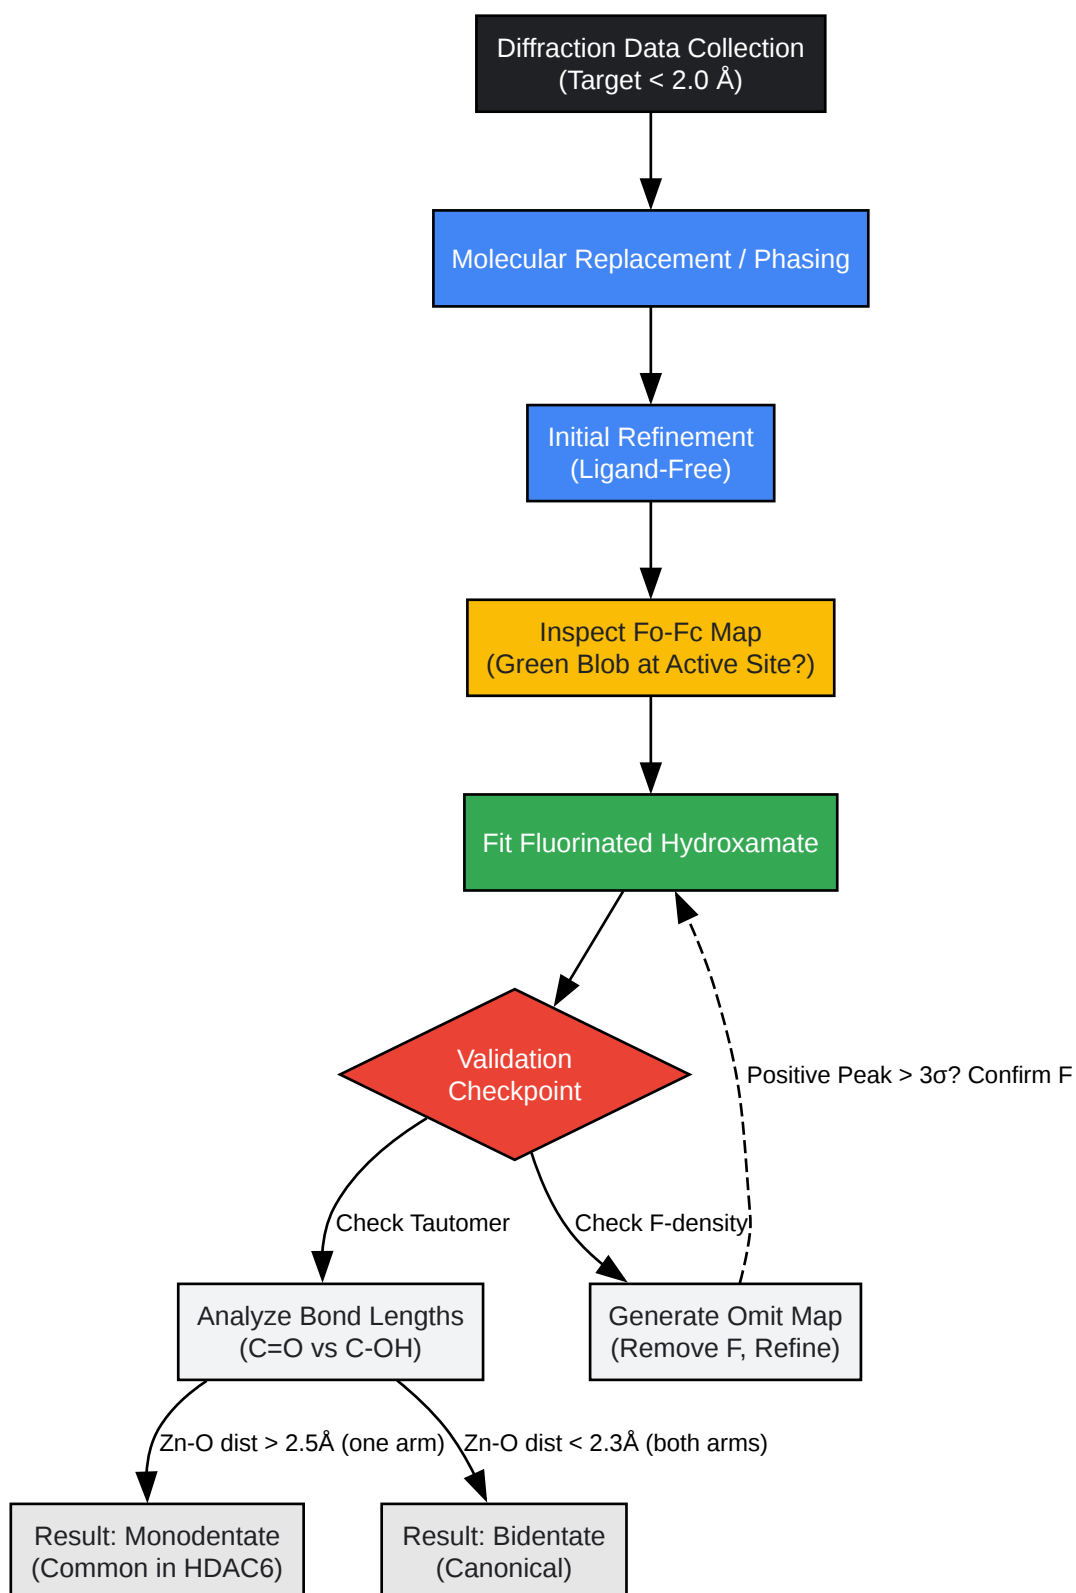 Diffraction Data Collection
(Target < 2.0 Å)
Molecular Replacement / Phasing
Initial Refinement
(Ligand-Free)
Inspect Fo-Fc Map
(Green Blob at Active Site?)
Fit Fluorinated Hydroxamate
Validation
Checkpoint
Positive Peak > 3σ? Confirm F
Check Tautomer
Check F-density
Analyze Bond Lengths
(C=O vs C-OH)
Generate Omit Map
(Remove F, Refine)
Zn-O dist > 2.5Å (one arm)
Zn-O dist < 2.3Å (both arms)
Result: Monodentate
(Common in HDAC6)
Result: Bidentate
(Canonical)